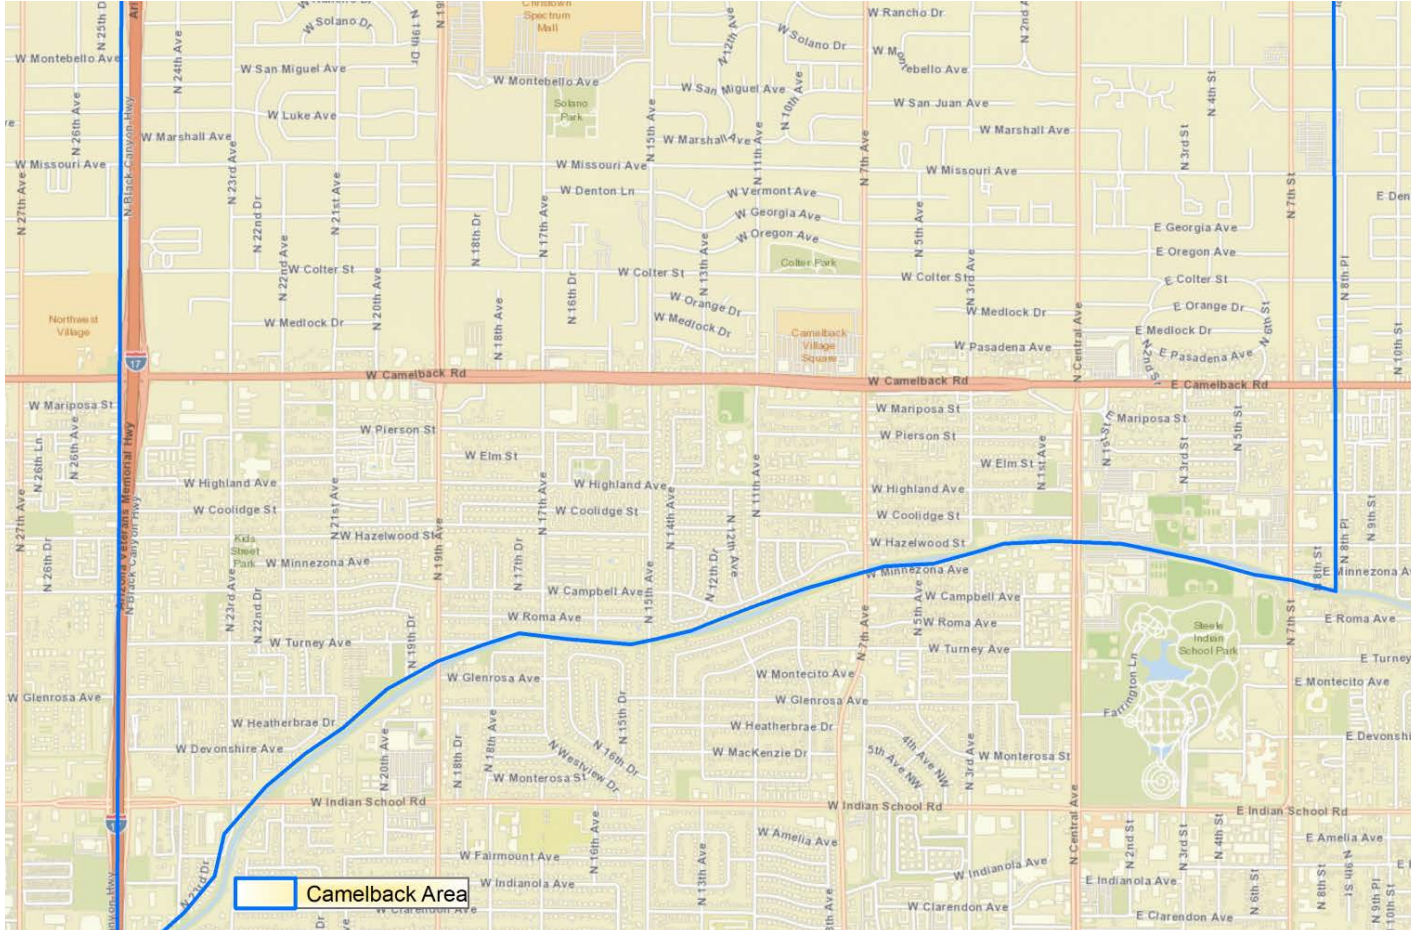 Christown
Spectrum
Mall
W Solano Dr
N 19th Dr
N 25th D
W Rancho Dr
N 12th Ave
W Solano Dr
W Montebello Ave
N 24th Ave
W San Miguel Ave
W Montebello Ave
W San Miguel Ave
N 10th Ave
W Montebello Ave
N 4th St
Solano
Park
W San Juan Ave
N 26th Ave
W Luke Ave
N Black Canyon Hwy
W Marshall Ave
N 15th Ave
W Marshall Ave
W Marshall Ave
N 3rd St
W Missouri Ave
N 23rd Ave
W Missouri Ave
N 11th Ave
N 7th Ave
W Missouri Ave
N 27th Ave
N 22nd Dr
N 21st Ave
W Denton Ln
W Vermont Ave
N 7th St
E Den
N 18th Dr
N 17th Ave
W Georgia Ave
N 5th Ave
E Georgia Ave
N 22nd Ave
W Oregon Ave
E Oregon Ave
W Colter St
N 20th Ave
N 16th Dr
W Colter St
N 13th Ave
Colter Park
W Colter St
N 3rd Ave
E Colter St
N 8th Pl
W Orange Dr
E Orange Dr
Northwest
Village
W Medlock Dr
N 18th Ave
W Medlock Dr
Camelback
Village
Square
W Medlock Dr
E Medlock Dr
N 6th St
N 10th St
W Pasadena Ave
N Central Ave
N 2nd St
E Pasadena Ave
17
W Camelback Rd
W Camelback Rd
E Camelback Rd
W Mariposa St
W Mariposa St
E Mariposa St
W Pierson St
W Pierson St
N 1st St
N 5th St
N 26th Ln
N 26th Ave
Arizona Veterans Memorial Hwy
W Elm St
W Elm St
N 1st Ave
N 3rd St
W Highland Ave
W Highland Ave
N 11th Ave
W Highland Ave
N 27th Ave
N 21st Ave
W Coolidge St
N 17th Ave
W Coolidge St
N 14th Ave
N 12th Ave
W Coolidge St
N 9th St
N 8th Pl
N 26th Dr
N Black Canyon Hwy
Kids
Street
Park
W Hazelwood St
N 19th Ave
W Hazelwood St
W Minnezona Ave
N 17th Dr
W Minnezona Ave
N 8th St
E Minnezona A
N 23rd Ave
N 22nd Dr
W Campbell Ave
N 15th Ave
N 12th Dr
N 5th Ave
W Campbell Ave
W Roma Ave
W Roma Ave
Steele
Indian
School Park
N 7th St
E Roma Ave
W Turney Ave
N 19th Dr
N 7th Ave
W Turney Ave
E Turney
W Glenrosa Ave
W Glenrosa Ave
W Montecito Ave
Farrington Ln
E Montecito Ave
W Glenrosa Ave
W Heatherbrae Dr
N 15th Dr
W Heatherbrae Dr
W Devonshire Ave
N 20th Ave
N 18th Dr
N 18th Ave
N Westview Dr
N 16th Dr
W MacKenzie Dr
5th Ave NW
4th Ave NW
N 3rd Ave
W Monterosa St
E Devonshi
W Monterosa St
W Indian School Rd
W Indian School Rd
E Indian School Rd
N Central Ave
N 23rd Dr
W Fairmount Ave
N 16th Ave
N 13th Ave
W Amelia Ave
N 2nd St
N 3rd St
N 4th St
E Amelia Ave
W Indianola Ave
W Indianola Ave
E Indianola Ave
N 6th St
N 8th St
N 9th St
N 9th Pl
N 10th St
Camelback Area
W Clarendon Ave
W Clarendon Ave
E Clarendon Ave